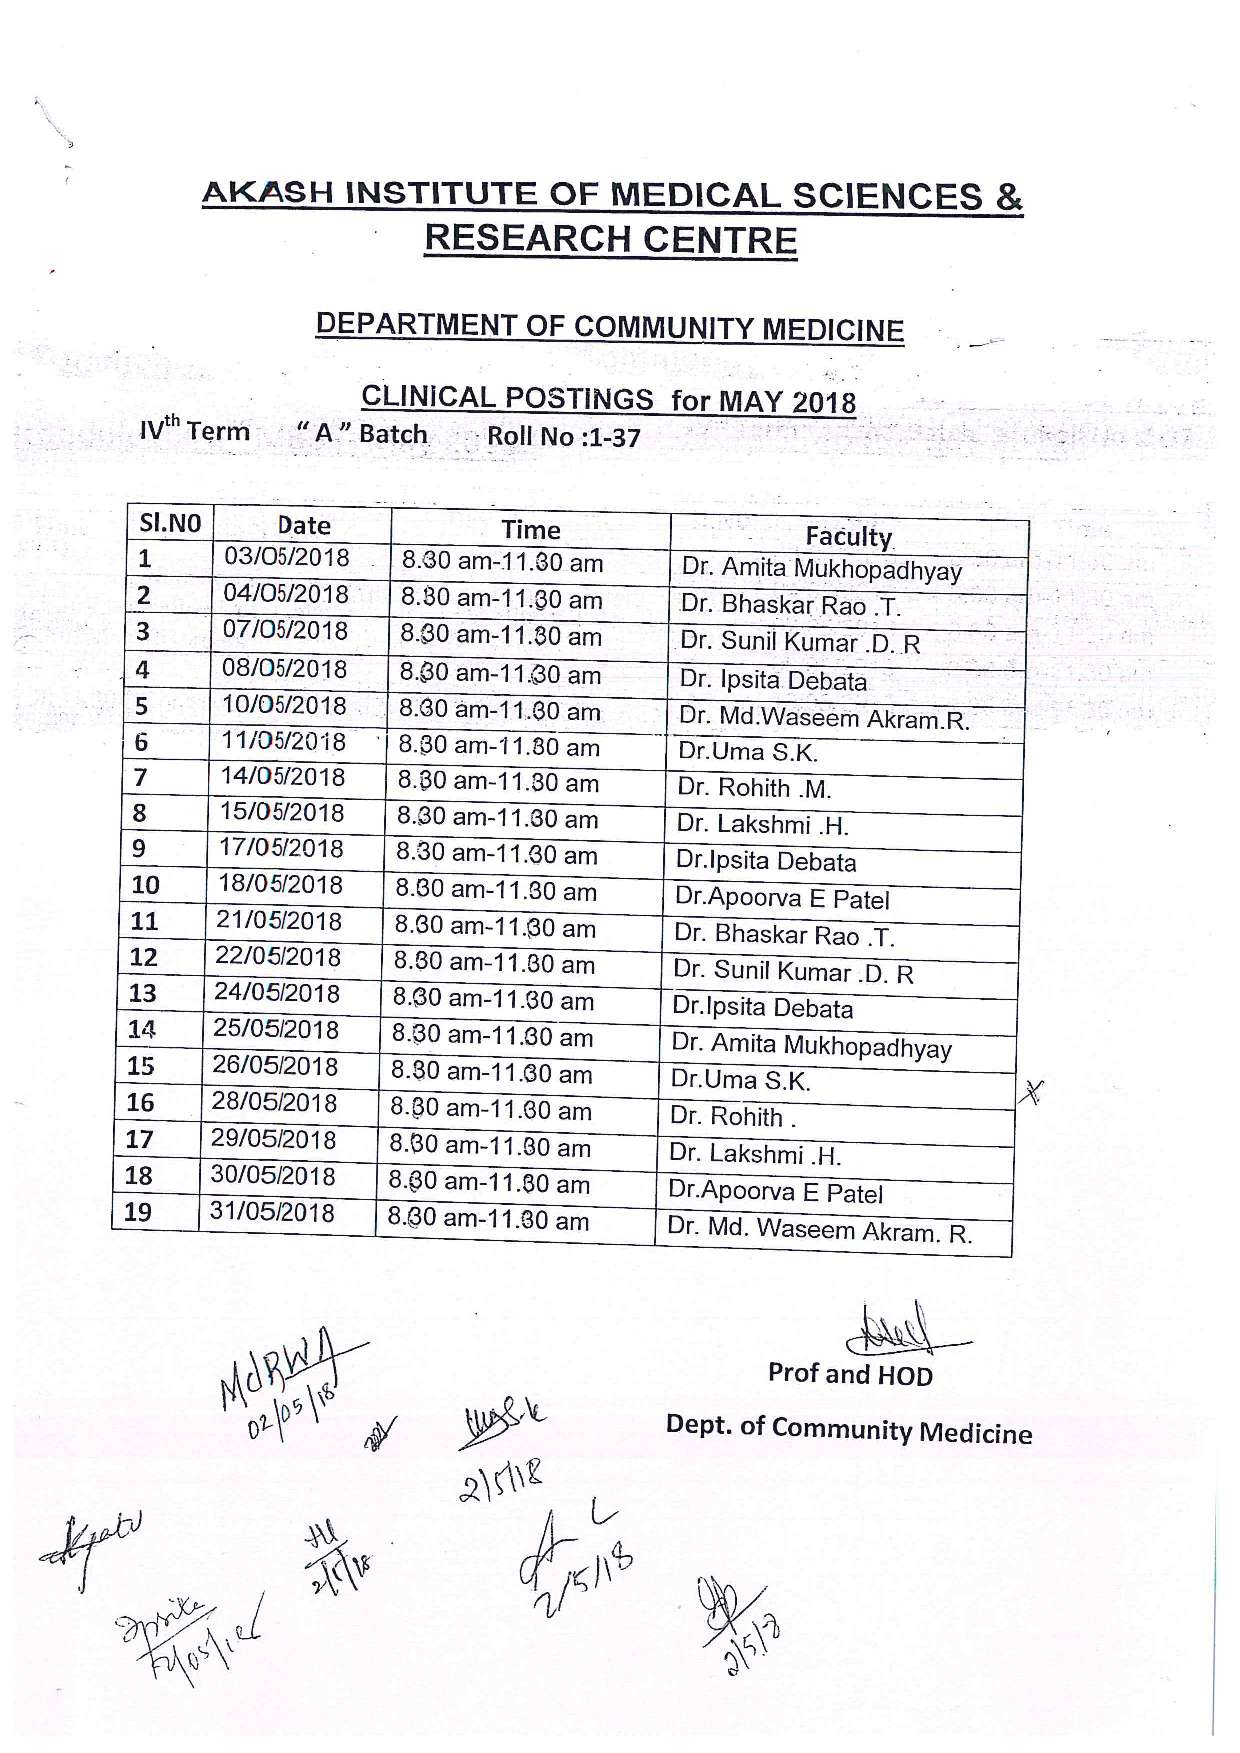 AKASH INSTITUTE OF MEDICAL SCIENCES &
RESEARCH CENTRE
DEPARTMENT OF COMMUNITY MEDICINE
CLINICAL POSTINGS for MAY 2018
IVth Term “ A ” Batch Roll No :1-37
Sl.N0 Date Time Faculty
1 03/05/2018 8.30 am-11.30 am Dr. Amita Mukhopadhyay
2 04/05/2018 8.30 am-11.30 am Dr. Bhaskar Rao .T.
3 07/05/2018 8.30 am-11.30 am Dr. Sunil Kumar .D. R
4 08/05/2018 8.30 am-11.30 am Dr. Ipsita Debata
5 10/05/2018 8.30 am-11.30 am Dr. Md.Waseem Akram.R.
6 11/05/2018 8.30 am-11.30 am Dr.Uma S.K.
7 14/05/2018 8.30 am-11.30 am Dr. Rohith .M.
8 15/05/2018 8.30 am-11.30 am Dr. Lakshmi .H.
9 17/05/2018 8.30 am-11.30 am Dr.Ipsita Debata
10 18/05/2018 8.30 am-11.30 am Dr.Apoorva E Patel
11 21/05/2018 8.30 am-11.30 am Dr. Bhaskar Rao .T.
12 22/05/2018 8.30 am-11.30 am Dr. Sunil Kumar .D. R
13 24/05/2018 8.30 am-11.30 am Dr.Ipsita Debata
14 25/05/2018 8.30 am-11.30 am Dr. Amita Mukhopadhyay
15 26/05/2018 8.30 am-11.30 am Dr.Uma S.K.
16 28/05/2018 8.30 am-11.30 am Dr. Rohith .
17 29/05/2018 8.30 am-11.30 am Dr. Lakshmi .H.
18 30/05/2018 8.30 am-11.30 am Dr.Apoorva E Patel
19 31/05/2018 8.30 am-11.30 am Dr. Md. Waseem Akram. R.
Prof and HOD
MdRWA
02/05/18
Dept. of Community Medicine
2/5/18
2/5/18
2/5/18
Ipsita
2/5/8